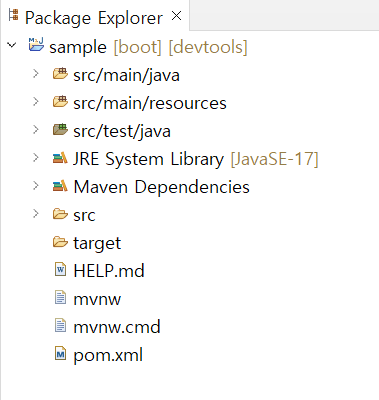 Package Explorer
sample [boot] [devtools]
src/main/java
src/main/resources
src/test/java
JRE System Library [JavaSE-17]
Maven Dependencies
src
target
HELP.md
mvnw
mvnw.cmd
pom.xml